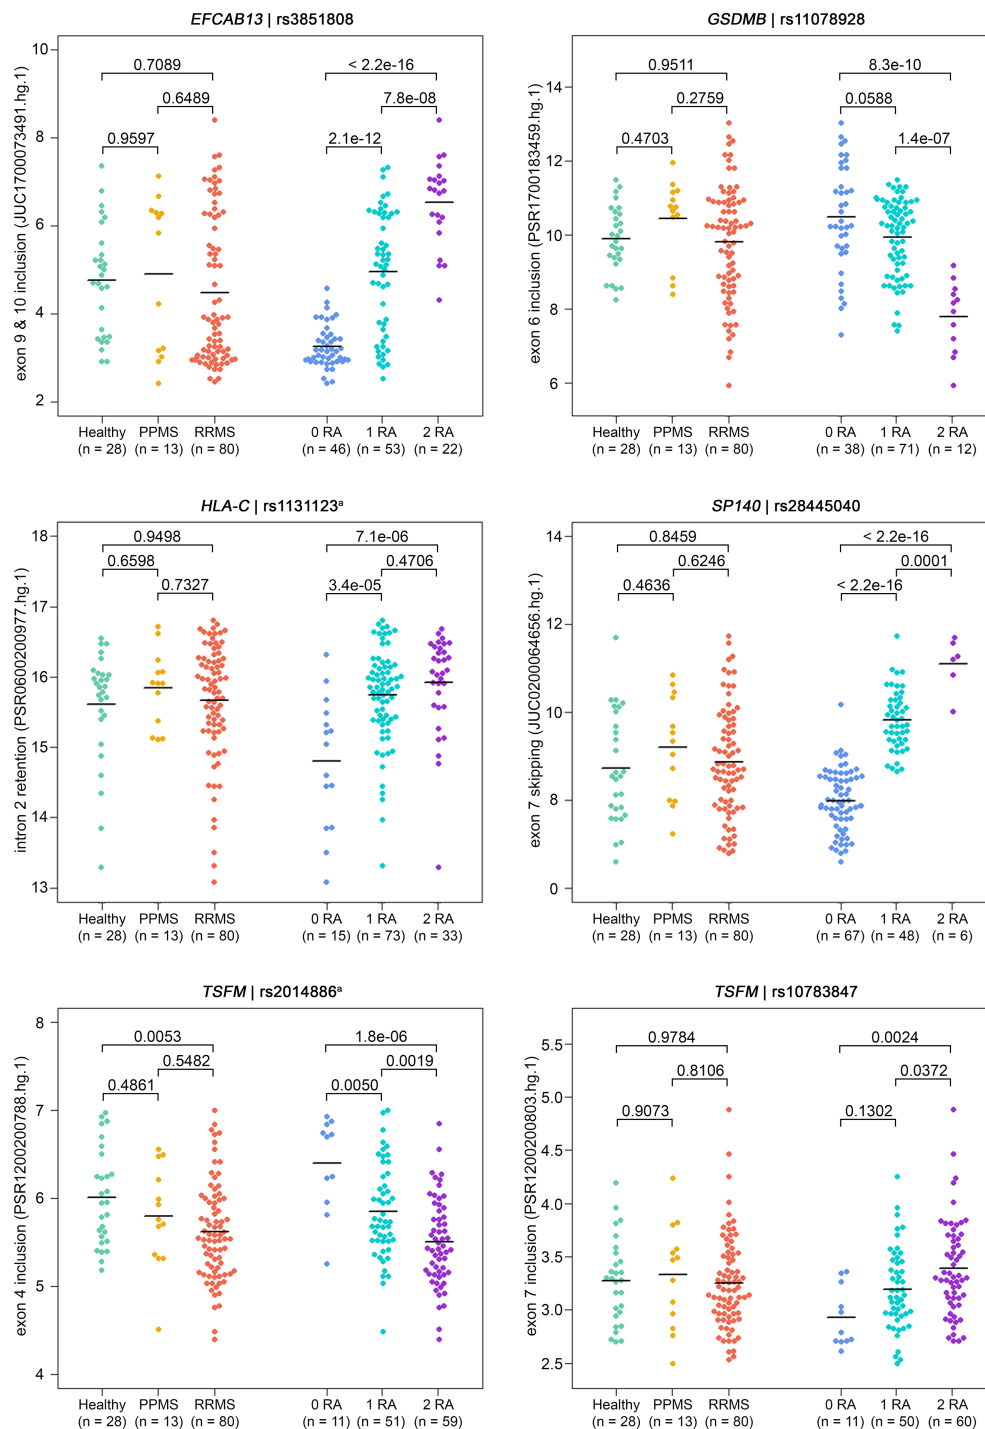 EFCAB13 | rs3851808
exon 9 & 10 inclusion (JUC1700073491.hg.1)
10
8
6
4
2
0.7089
0.6489
0.9597
< 2.2e-16
7.8e-08
2.1e-12
Healthy PPMS RRMS 0 RA 1 RA 2 RA
(n = 28) (n = 13) (n = 80) (n = 46) (n = 53) (n = 22)
GSDMB | rs11078928
exon 6 inclusion (PSR1700183459.hg.1)
14
12
10
8
6
0.9511
0.2759
0.4703
8.3e-10
0.0588
1.4e-07
Healthy PPMS RRMS 0 RA 1 RA 2 RA
(n = 28) (n = 13) (n = 80) (n = 38) (n = 71) (n = 12)
HLA-C | rs1131123ª
intron 2 retention (PSR0600200977.hg.1)
18
17
16
15
14
13
0.9498
0.6598
0.7327
7.1e-06
0.4706
3.4e-05
Healthy PPMS RRMS 0 RA 1 RA 2 RA
(n = 28) (n = 13) (n = 80) (n = 15) (n = 73) (n = 33)
SP140 | rs28445040
exon 7 skipping (JUC0200064656.hg.1)
14
12
10
8
0
0.8459
0.6246
0.4636
< 2.2e-16
0.0001
< 2.2e-16
Healthy PPMS RRMS 0 RA 1 RA 2 RA
(n = 28) (n = 13) (n = 80) (n = 67) (n = 48) (n = 6)
TSFM | rs2014886ª
exon 4 inclusion (PSR1200200788.hg.1)
8
7
6
5
4
0.0053
0.5482
0.4861
1.8e-06
0.0019
0.0050
Healthy PPMS RRMS 0 RA 1 RA 2 RA
(n = 28) (n = 13) (n = 80) (n = 11) (n = 51) (n = 59)
TSFM | rs10783847
exon 7 inclusion (PSR1200200803.hg.1)
5.5
5.0
4.0
3.5
3.0
2.5
0.9784
0.8106
0.9073
0.0024
0.0372
0.1302
Healthy PPMS RRMS 0 RA 1 RA 2 RA
(n = 28) (n = 13) (n = 80) (n = 11) (n = 50) (n = 60)